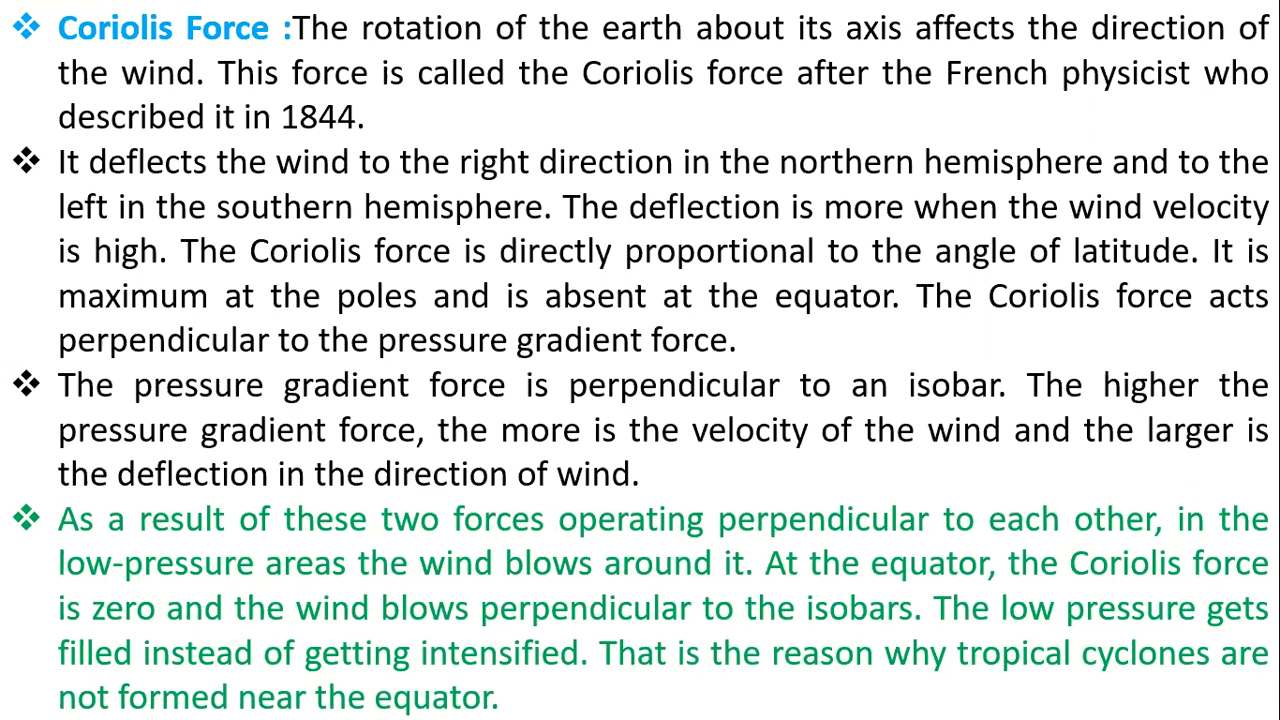 ❖ Coriolis Force :The rotation of the earth about its axis affects the direction of
the wind. This force is called the Coriolis force after the French physicist who
described it in 1844.
❖ It deflects the wind to the right direction in the northern hemisphere and to the
left in the southern hemisphere. The deflection is more when the wind velocity
is high. The Coriolis force is directly proportional to the angle of latitude. It is
maximum at the poles and is absent at the equator. The Coriolis force acts
perpendicular to the pressure gradient force.
❖ The pressure gradient force is perpendicular to an isobar. The higher the
pressure gradient force, the more is the velocity of the wind and the larger is
the deflection in the direction of wind.
❖ As a result of these two forces operating perpendicular to each other, in the
low-pressure areas the wind blows around it. At the equator, the Coriolis force
is zero and the wind blows perpendicular to the isobars. The low pressure gets
filled instead of getting intensified. That is the reason why tropical cyclones are
not formed near the equator.